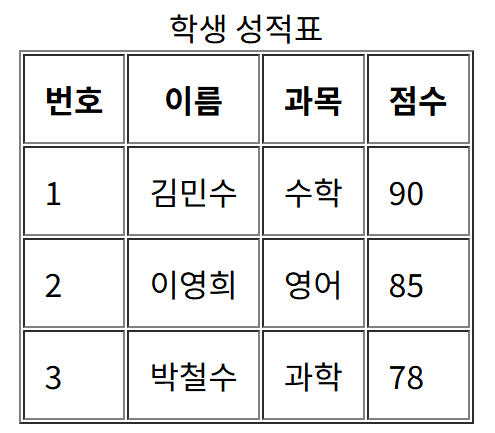 학생 성적표
번호 이름 과목 점수
1 김민수 수학 90
2 이영희 영어 85
3 박철수 과학 78